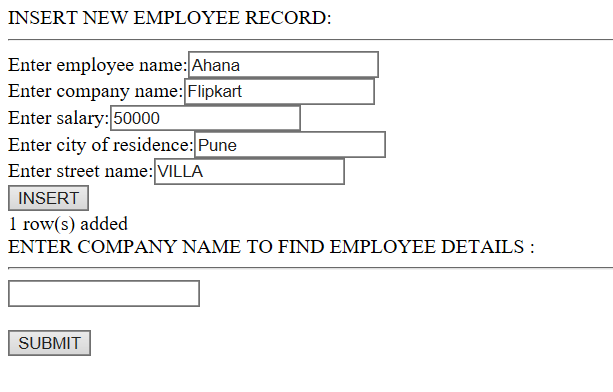 INSERT NEW EMPLOYEE RECORD:
Enter employee name: Ahana
Enter company name: Flipkart
Enter salary: 50000
Enter city of residence: Pune
Enter street name: VILLA
INSERT
1 row(s) added
ENTER COMPANY NAME TO FIND EMPLOYEE DETAILS :
SUBMIT